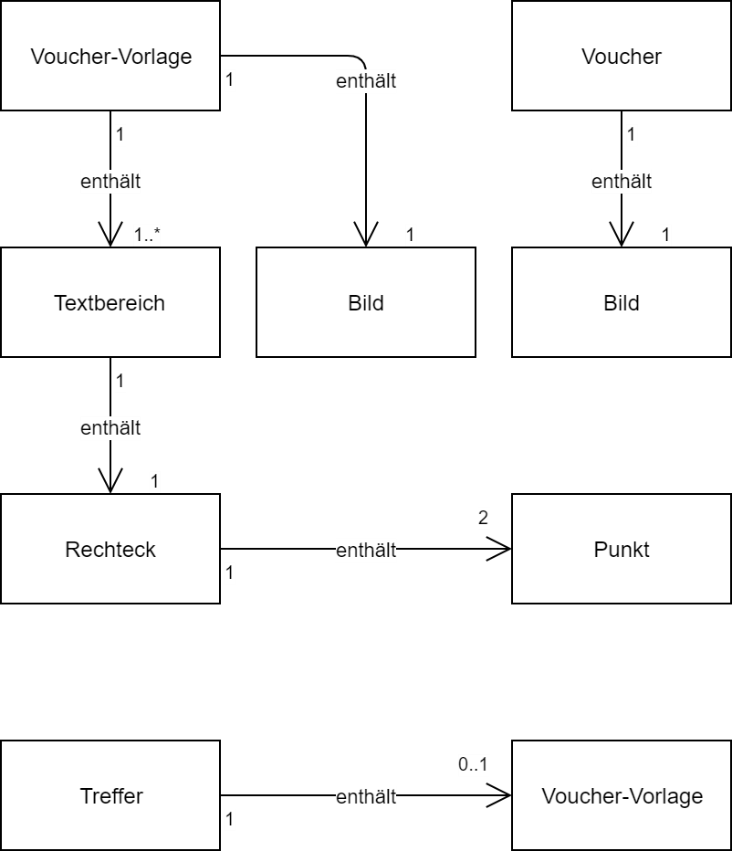 Voucher-Vorlage
Voucher
1
enthält
1
1
enthält
enthält
1..*
1
1
Textbereich
Bild
Bild
1
enthält
1
2
Rechteck
enthält
Punkt
1
0..1
Treffer
enthält
Voucher-Vorlage
1